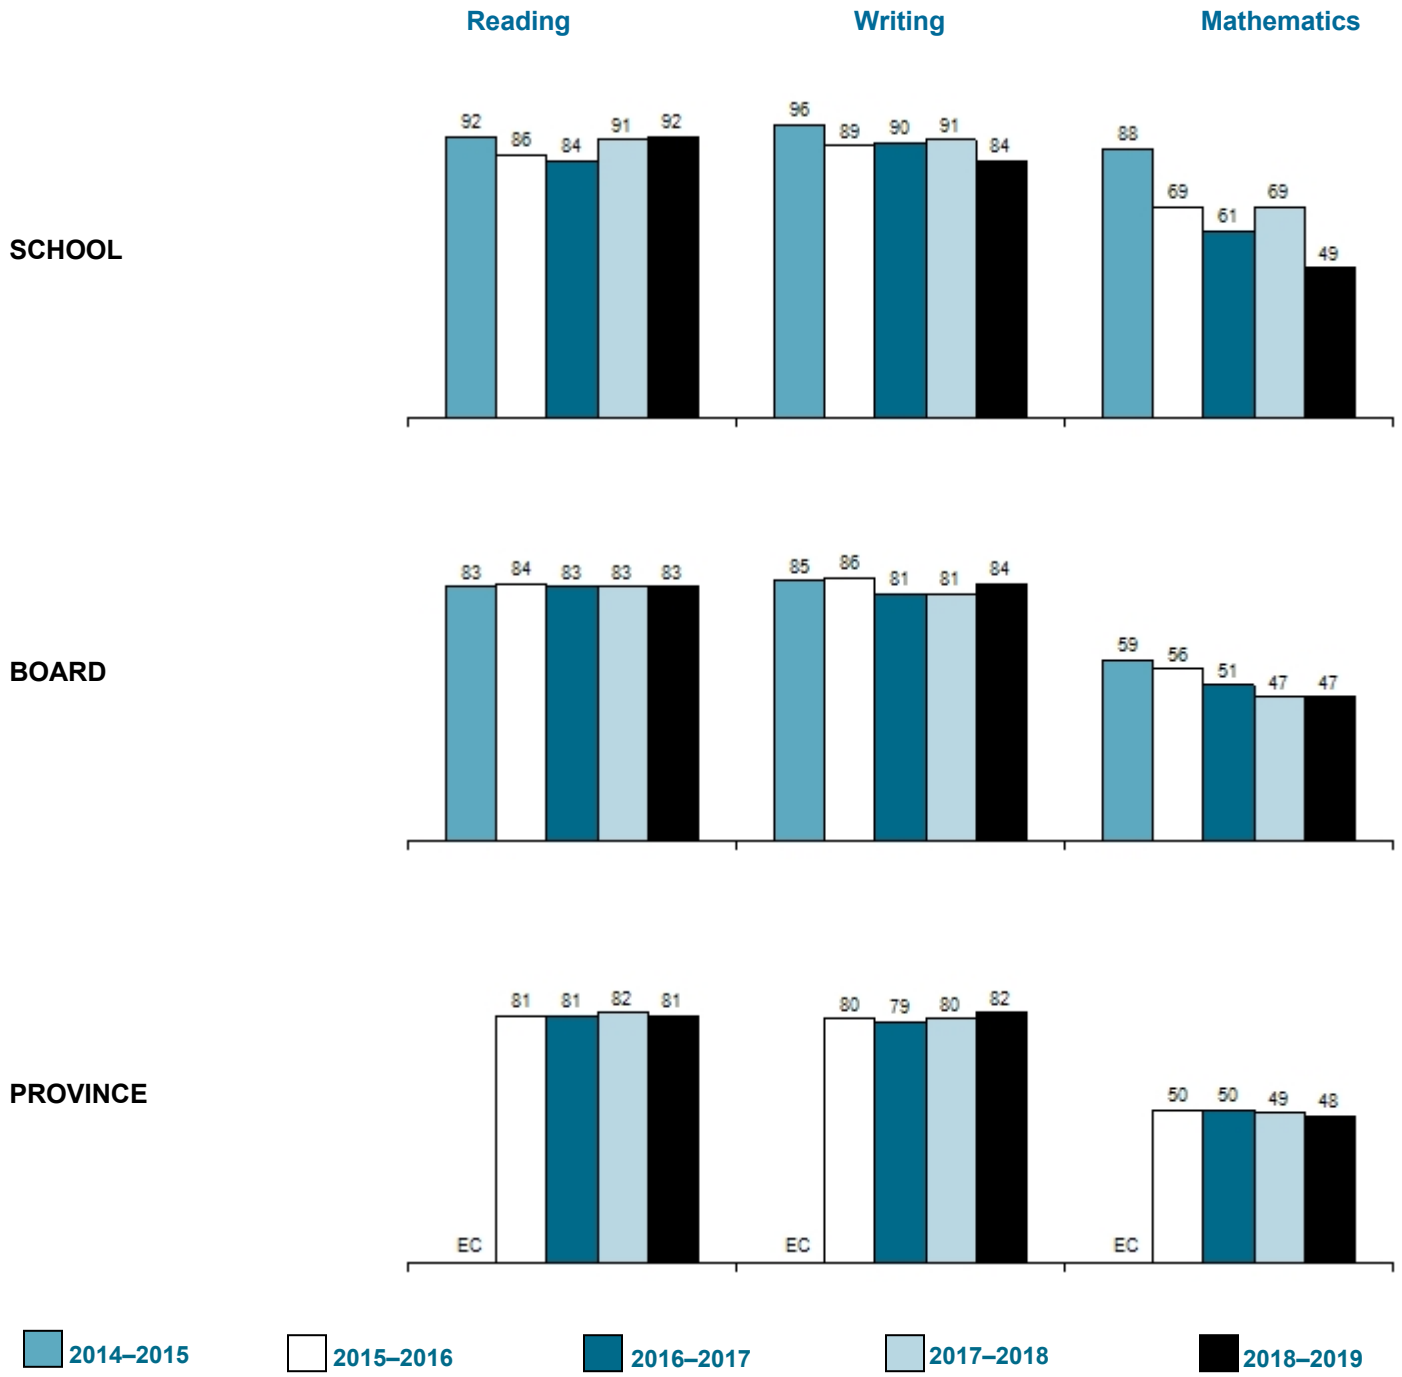 Reading Writing Mathematics
92 86 84 91 92 96 89 90 91 84 88 69 61 69 49
SCHOOL
83 84 83 83 83 85 86 81 81 84 59 56 51 47 47
BOARD
81 81 82 81 80 79 80 82 50 50 49 48
PROVINCE
EC EC EC
2014–2015 2015–2016 2016–2017 2017–2018 2018–2019